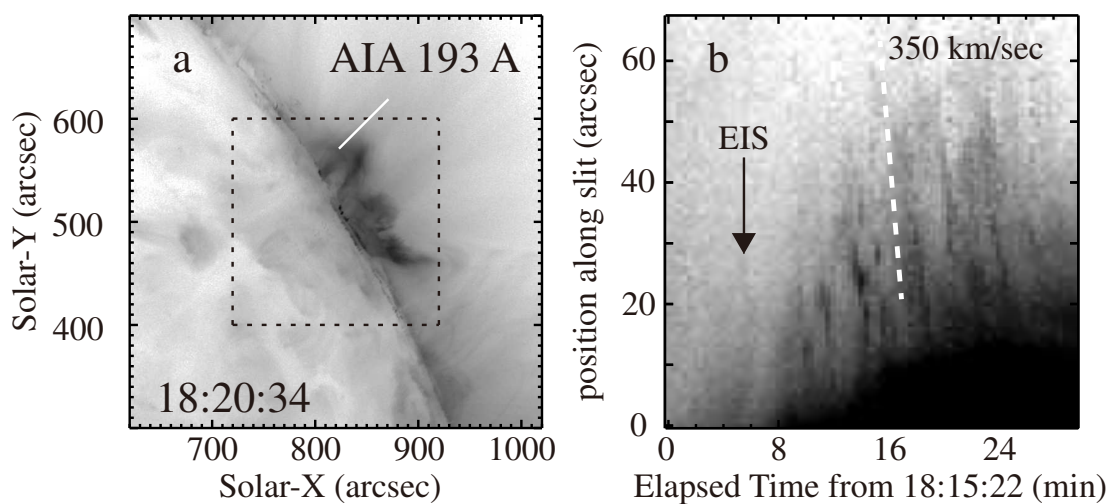 a
AIA 193 A
600
500
400
Solar-Y (arcsec)
18:20:34
700
800
900
1000
Solar-X (arcsec)
b
350 km/sec
EIS
60
40
20
0
position along slit (arcsec)
0
8
16
24
Elapsed Time from 18:15:22 (min)